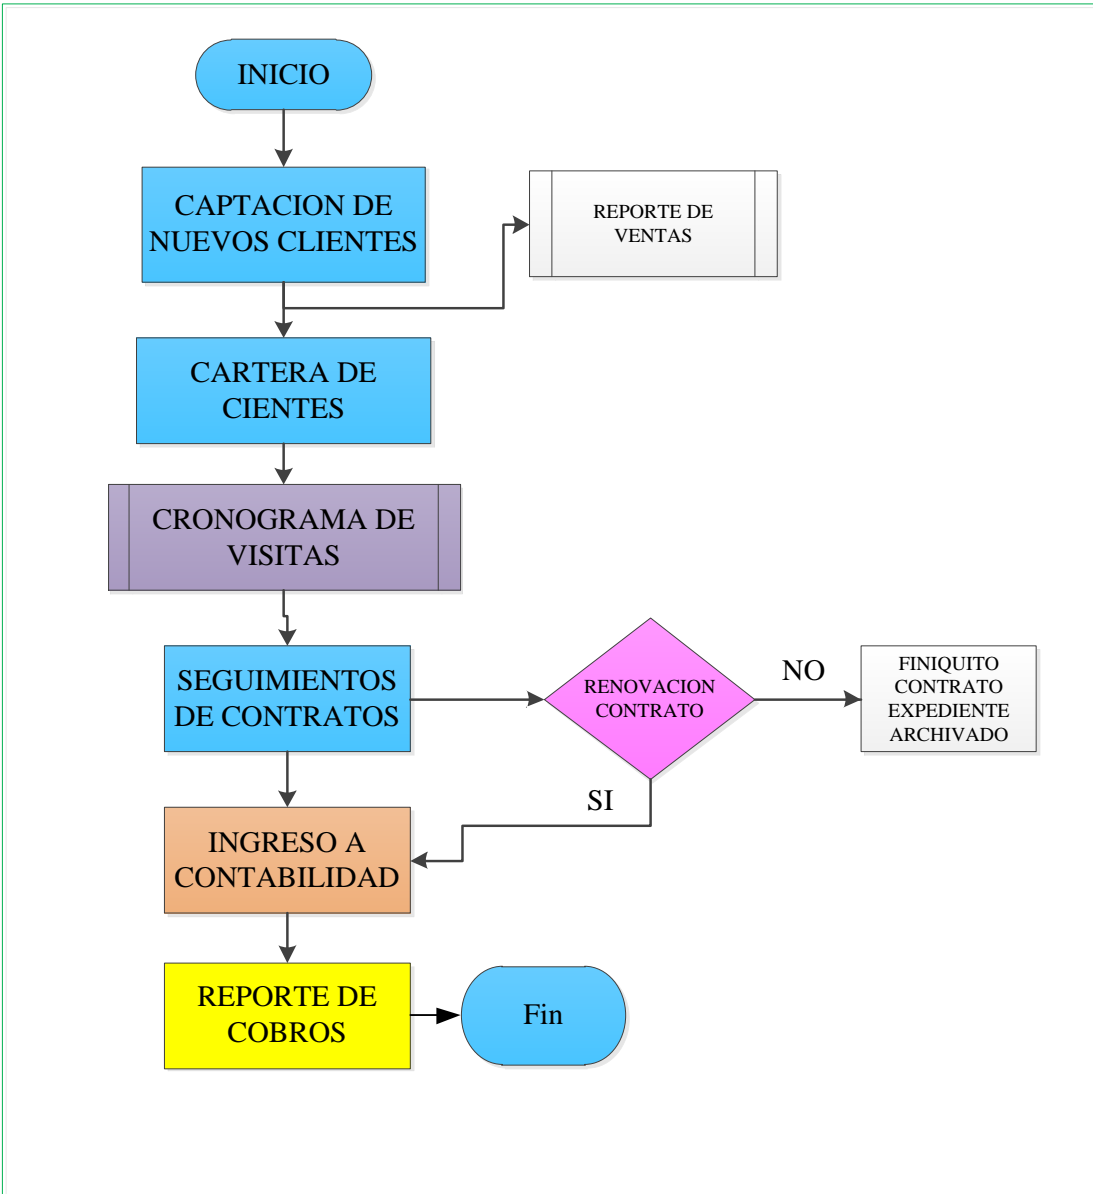 INICIO
CAPTACION DE
NUEVOS CLIENTES
REPORTE DE
VENTAS
CARTERA DE
CIENTES
CRONOGRAMA DE
VISITAS
SEGUIMIENTOS
DE CONTRATOS
RENOVACION
CONTRATO
NO
FINIQUITO
CONTRATO
EXPEDIENTE
ARCHIVADO
SI
INGRESO A
CONTABILIDAD
REPORTE DE
COBROS
Fin